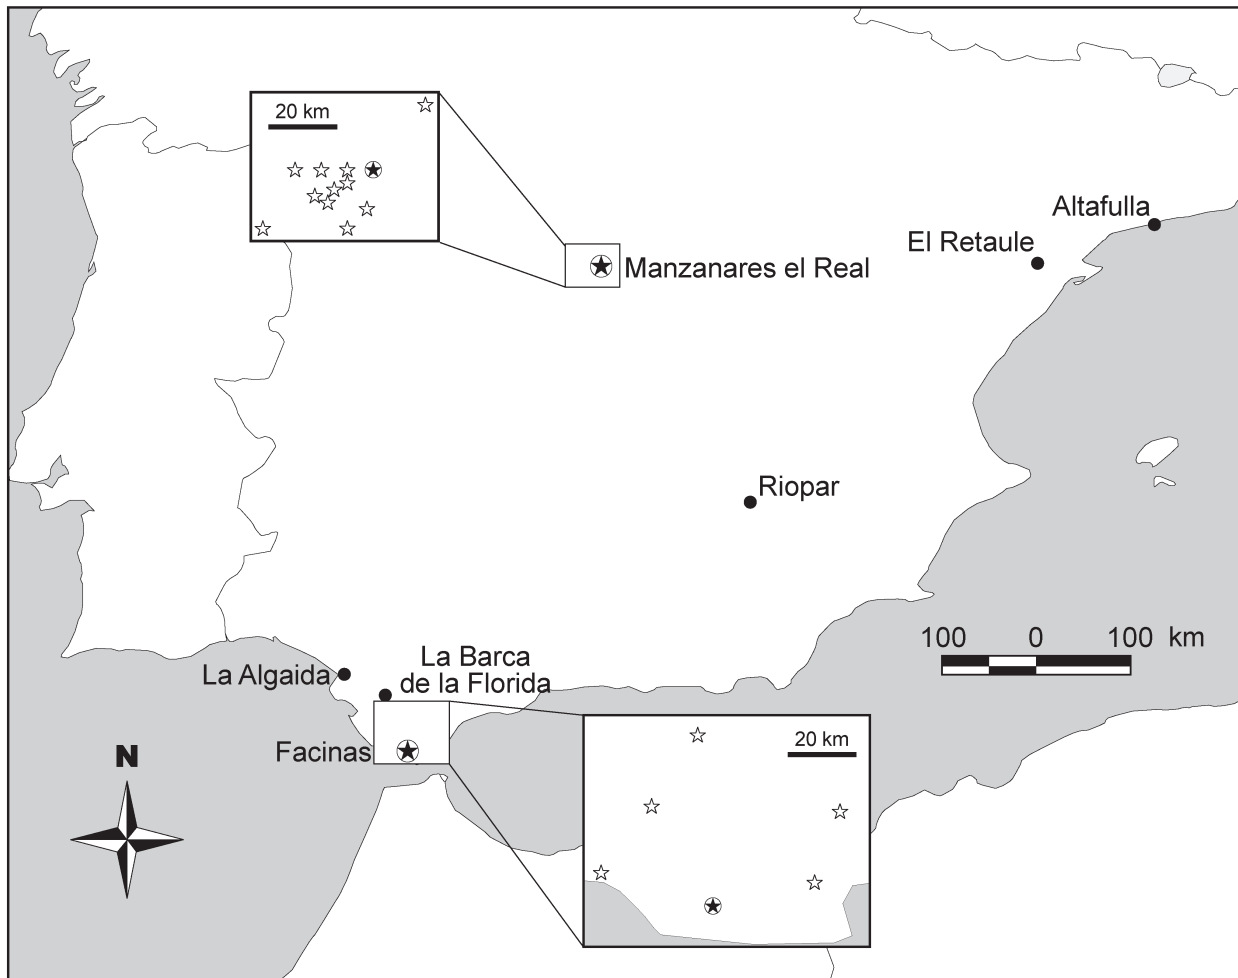 20 km
Altafulla
El Retaule
Manzanares el Real
Riopar
100 0 100 km
La Barca
de la Florida
La Algaida
Facinas
20 km
N